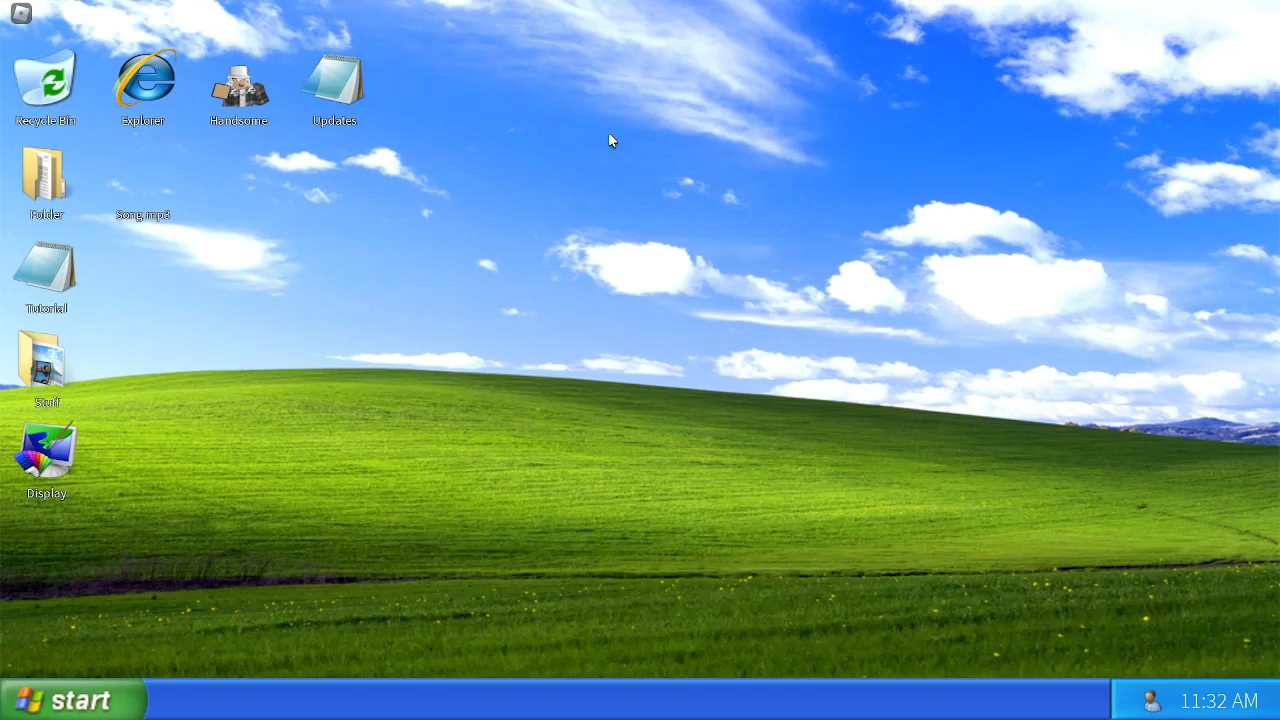 Recycle Bin
Explorer
Handsome
Updates
Folder
Song.mp3
Tutorial
Stuff
Display
start
11:32 AM